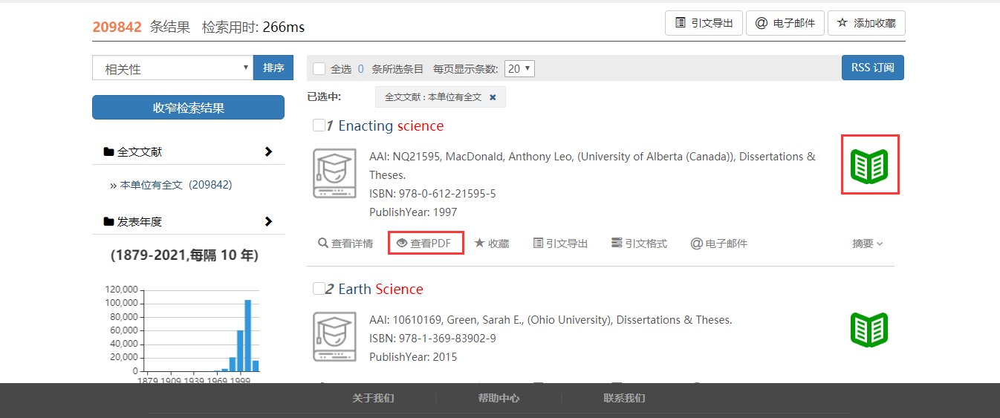 209842 条结果 检索用时: 266ms
引文导出 电子邮件 添加收藏
相关性 排序
全选 0 条所选条目 每页显示条数: 20
RSS 订阅
已选中: 全文文献 : 本单位有全文
收窄检索结果
1 Enacting science
全文文献
AAI: NQ21595, MacDonald, Anthony Leo, (University of Alberta (Canada)), Dissertations &
Theses.
» 本单位有全文 (209842)
ISBN: 978-0-612-21595-5
PublishYear: 1997
发表年度
查看详情 查看PDF 收藏 引文导出 引文格式 @电子邮件 摘要
(1879-2021,每隔 10 年)
120,000
100,000
80,000
60,000
40,000
20,000
0
1879 1909 1939 1969 1999
2 Earth Science
AAI: 10610169, Green, Sarah E., (Ohio University), Dissertations & Theses.
ISBN: 978-1-369-83902-9
PublishYear: 2015
关于我们 | 帮助中心 | 联系我们